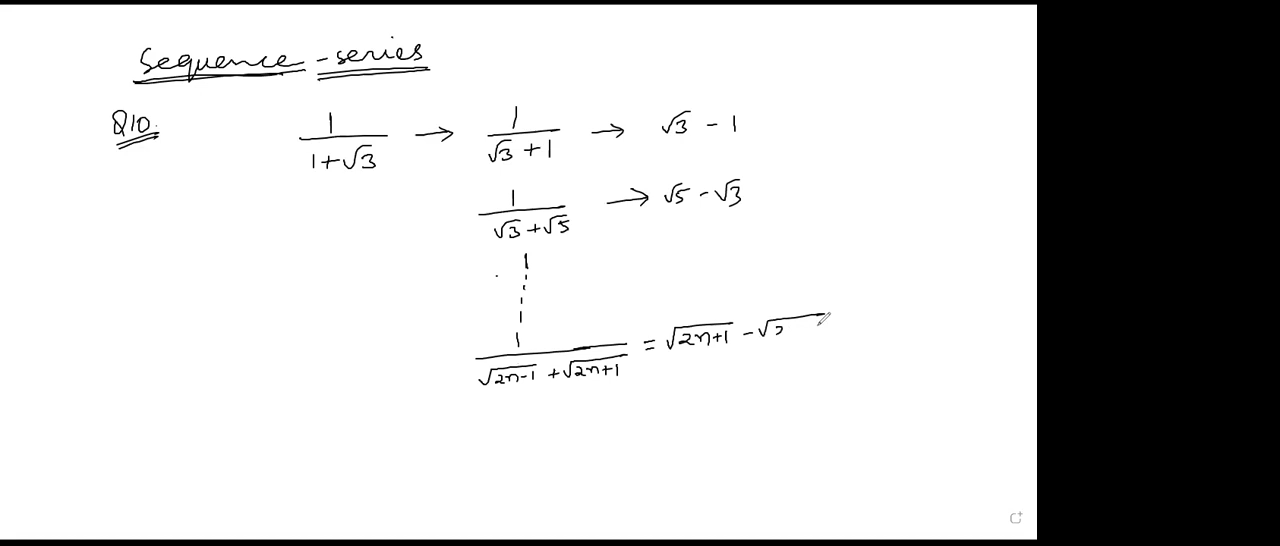 Sequence - series
Q10. 1/(1+√3) → 1/(√3+1) → √3 - 1
1/(√3+√5) → √5 - √3
1/(√2n-1 + √2n+1) = √2n+1 - √2